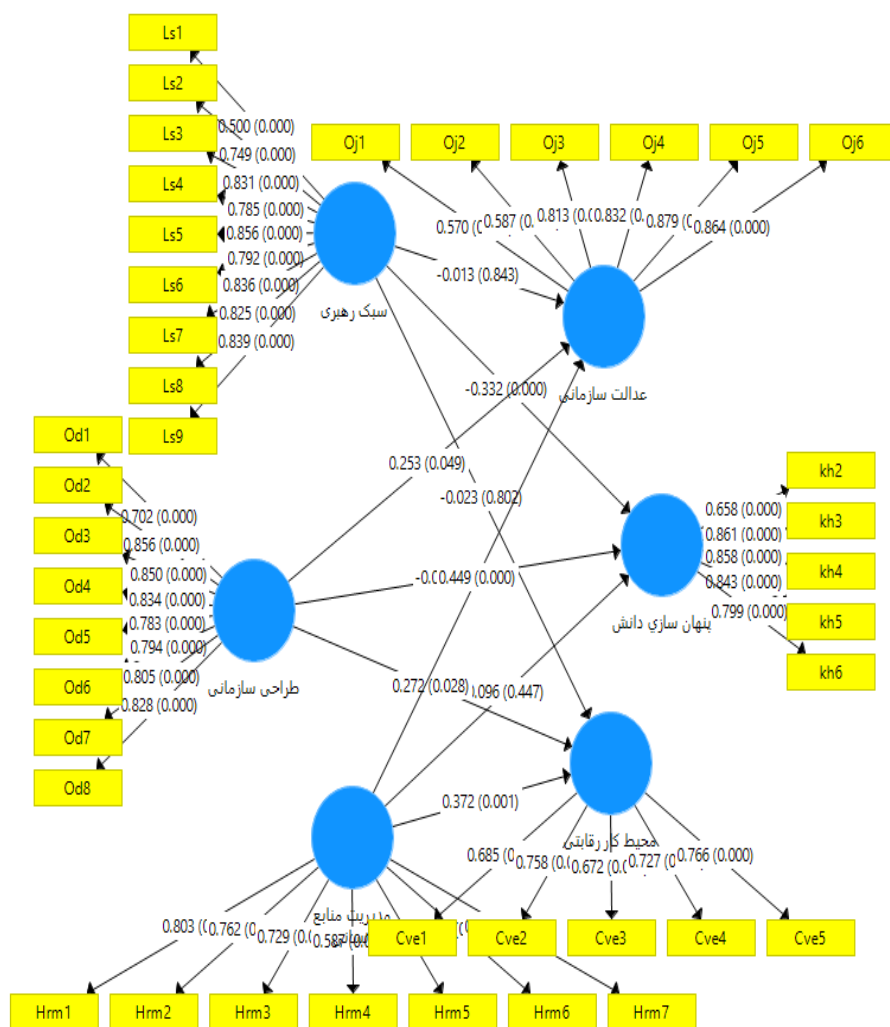 Ls1
Ls2
Ls3
Ls4
Ls5
Ls6
Ls7
Ls8
Ls9
0.500 (0.000)
0.749 (0.000)
0.831 (0.000)
0.785 (0.000)
0.856 (0.000)
0.792 (0.000)
0.836 (0.000)
0.825 (0.000)
0.839 (0.000)
سبک رهبری
Oj1
Oj2
Oj3
Oj4
Oj5
Oj6
0.570
0.587
0.813
0.832
0.879
0.864 (0.000)
-0.013 (0.843)
عدالت سازمانی
-0.332 (0.000)
0.253 (0.049)
-0.023 (0.802)
Od1
Od2
Od3
Od4
Od5
Od6
Od7
Od8
0.702 (0.000)
0.856 (0.000)
0.850 (0.000)
0.834 (0.000)
0.783 (0.000)
0.794 (0.000)
0.805 (0.000)
0.828 (0.000)
طراحی سازمانی
0.449 (0.000)
kh2
kh3
kh4
kh5
kh6
0.658 (0.000)
0.861 (0.000)
0.858 (0.000)
0.843 (0.000)
0.799 (0.000)
پنهان سازي دانش
0.272 (0.028)
.096 (0.447)
0.372 (0.001)
محیط کار رقابتی
0.685
0.758
0.672
0.727
0.766 (0.000)
Cve1
Cve2
Cve3
Cve4
Cve5
مدیریت منابع
0.803
0.762
0.729
0.587
Hrm1
Hrm2
Hrm3
Hrm4
Hrm5
Hrm6
Hrm7